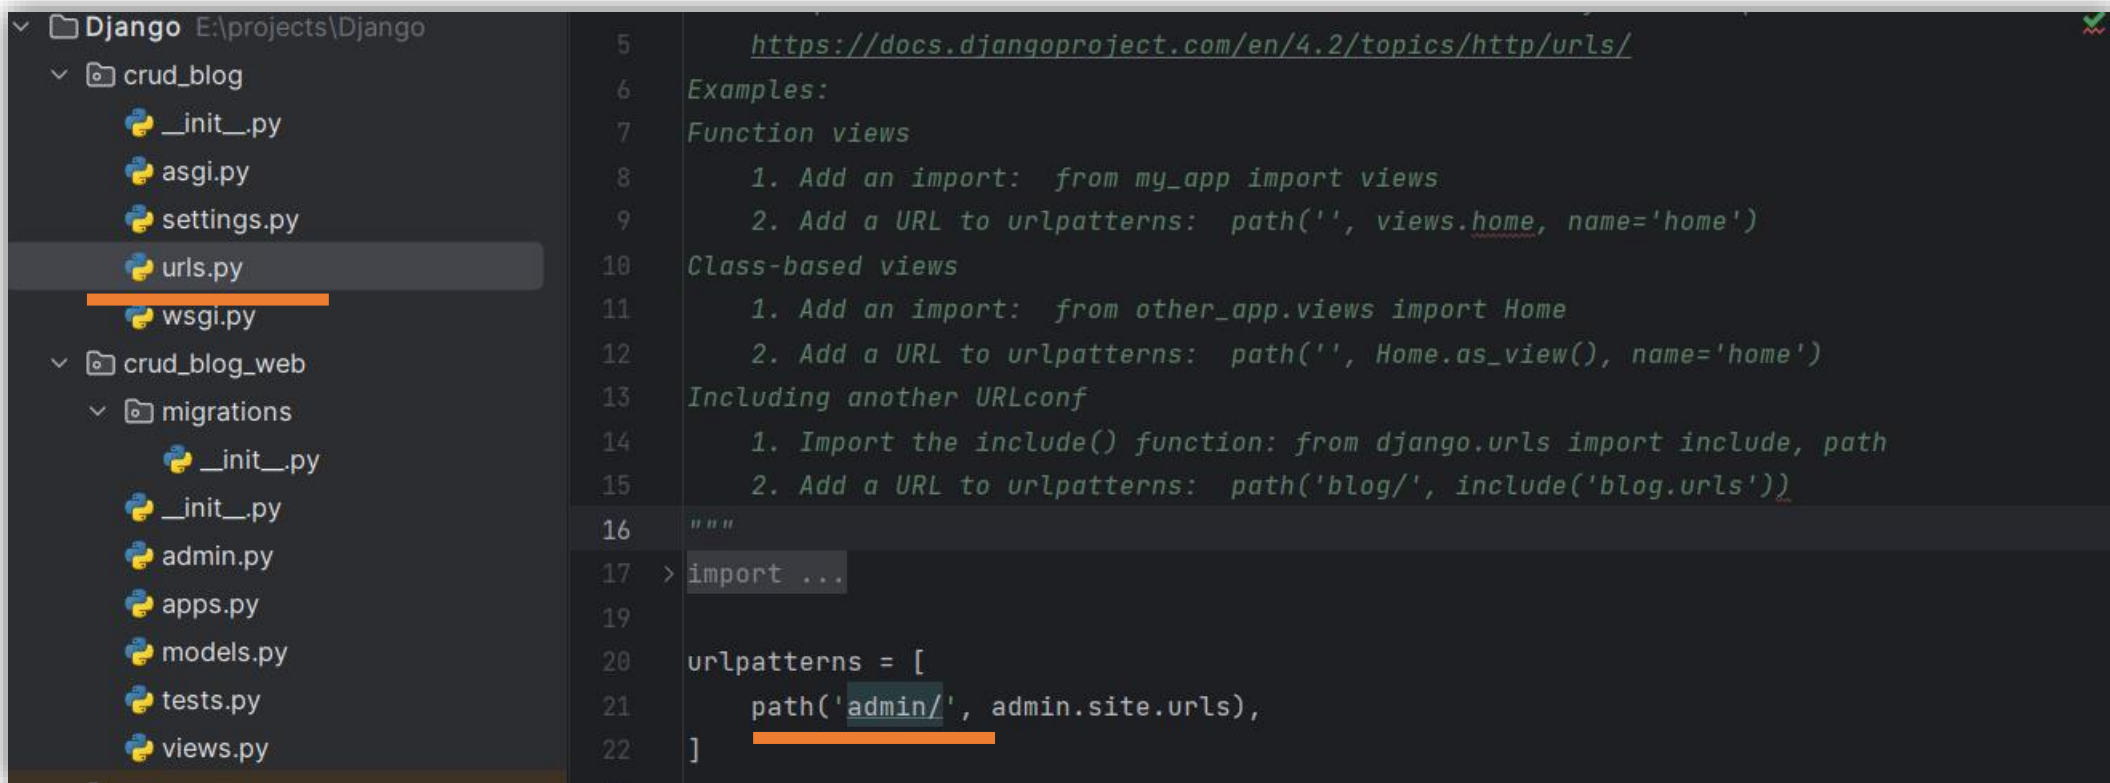 Django E:\projects\Django
crud_blog
__init__.py
asgi.py
settings.py
urls.py
wsgi.py
crud_blog_web
migrations
__init__.py
__init__.py
admin.py
apps.py
models.py
tests.py
views.py
5 https://docs.djangoproject.com/en/4.2/topics/http/urls/
6 Examples:
7 Function views
8 1. Add an import:  from my_app import views
9 2. Add a URL to urlpatterns:  path('', views.home, name='home')
10 Class-based views
11 1. Add an import:  from other_app.views import Home
12 2. Add a URL to urlpatterns:  path('', Home.as_view(), name='home')
13 Including another URLconf
14 1. Import the include() function: from django.urls import include, path
15 2. Add a URL to urlpatterns:  path('blog/', include('blog.urls'))
16 """
17 import ...
19
20 urlpatterns = [
21 path('admin/', admin.site.urls),
22 ]